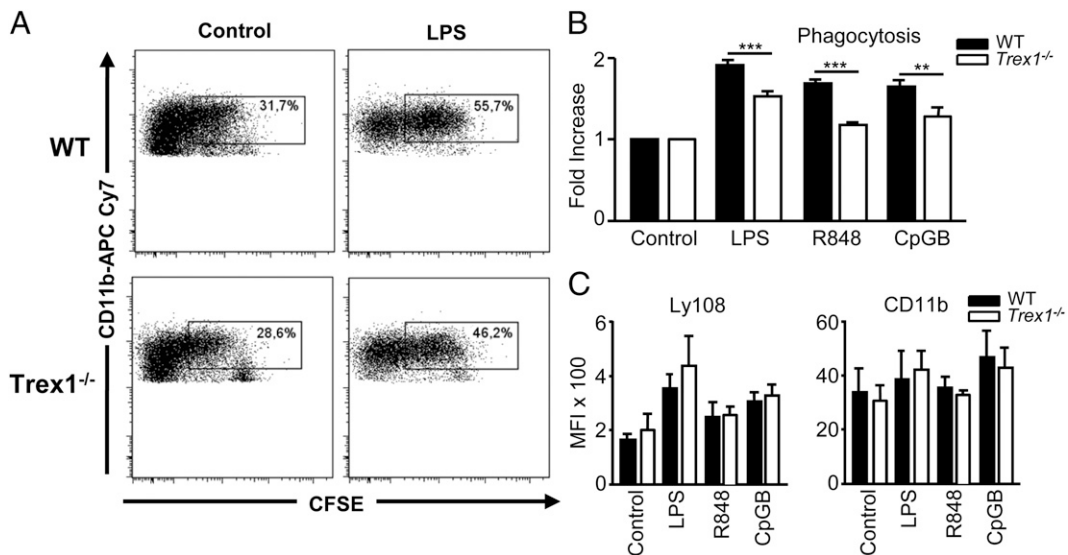 A
Control
LPS
WT
31,7%
55,7%
CD11b-APC Cy7
Trex1-/-
28,6%
46,2%
CFSE
B
Phagocytosis
WT
Trex1-/-
***
***
**
Fold Increase
2
1
0
Control
LPS
R848
CpGB
C
Ly108
MFI x 100
6
4
2
0
Control
LPS
R848
CpGB
CD11b
WT
Trex1-/-
60
40
20
0
Control
LPS
R848
CpGB